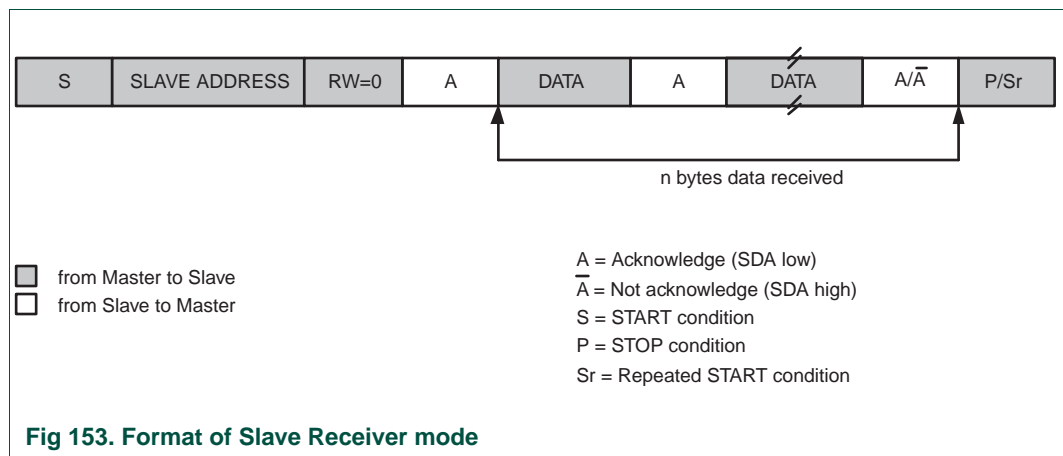 S SLAVE ADDRESS RW=0 A DATA A DATA A/A̅ P/Sr
n bytes data received
from Master to Slave
from Slave to Master
A = Acknowledge (SDA low)
A̅ = Not acknowledge (SDA high)
S = START condition
P = STOP condition
Sr = Repeated START condition
Fig 153. Format of Slave Receiver mode